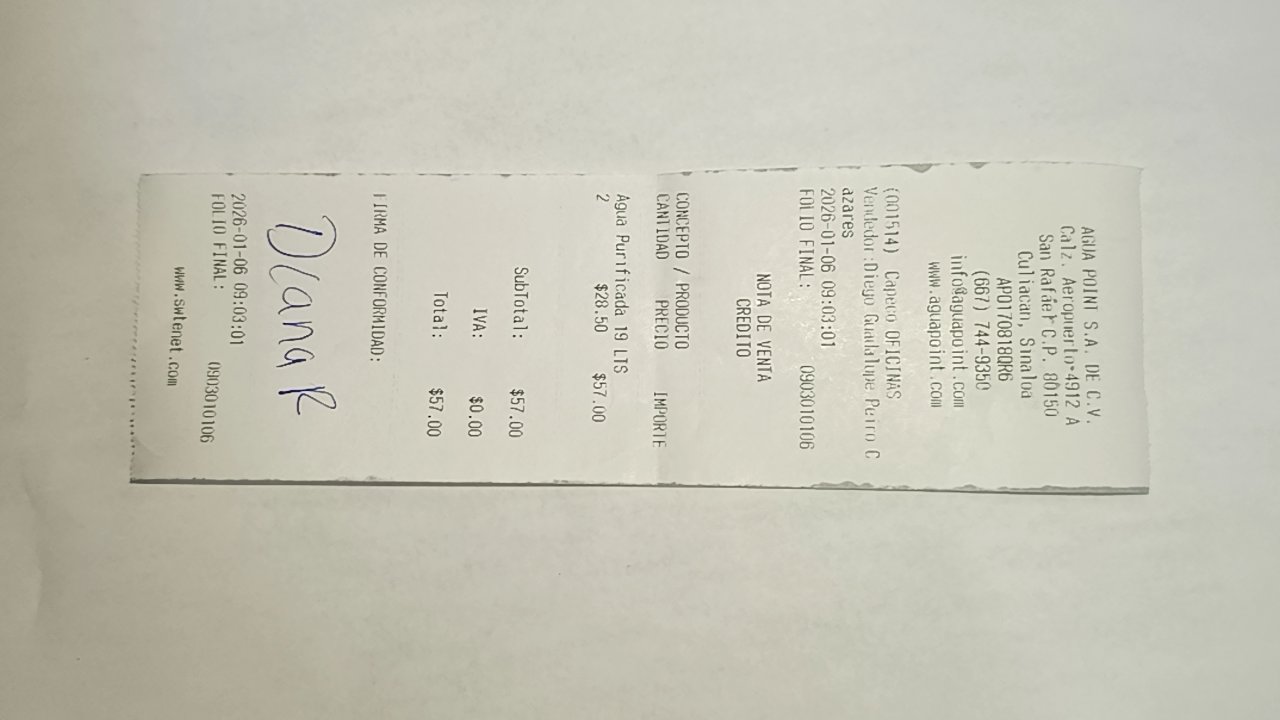 AGUA POINT S.A. DE C.V.
Calz. Aeropuerto 4912 A
San Rafael C.P. 80150
Culiacan, Sinaloa
APO170818QR6
(667) 744-9350
info@aguapoint.com
www.aguapoint.com
(001514) Capeco OFICINAS
Vendedor:Diego Guadalupe C
azares
2026-01-06 09:03:01
FOLIO FINAL: 0903010106
NOTA DE VENTA
CREDITO
CONCEPTO / PRODUCTO
CANTIDAD PRECIO IMPORTE
Agua Purificada 19 LTS
2 $28.50 $57.00
SubTotal: $57.00
IVA: $0.00
Total: $57.00
FIRMA DE CONFORMIDAD:
Diana R
2026-01-06 09:03:01
FOLIO FINAL: 0903010106
www.swtenet.com